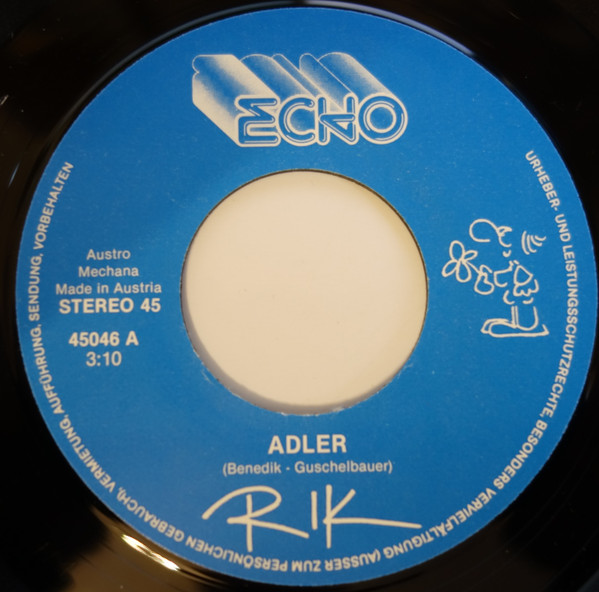 ECHO
Austro
Mechana
Made in Austria
STEREO 45
45046 A
3:10
ADLER
(Benedik - Guschelbauer)
RIK
URHEBER- UND LEISTUNGSSCHUTZRECHTE, BESONDERS VERVIELFÄLTIGUNG (AUSSER ZUM PERSÖNLICHEN GEBRAUCH), VERMIETUNG, AUFFÜHRUNG, SENDUNG, VORBEHALTEN